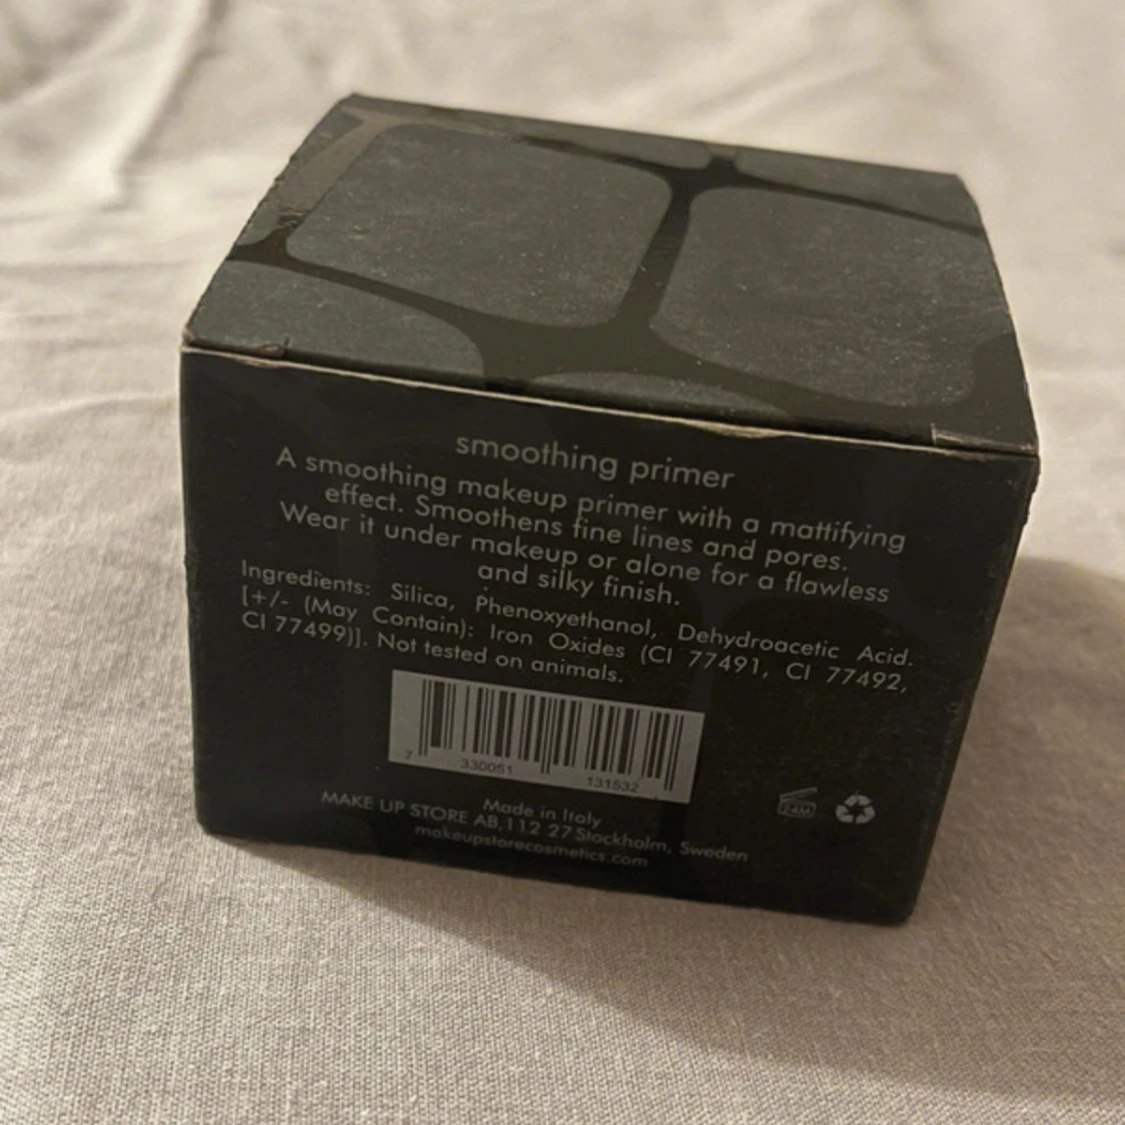 smoothing primer
A smoothing makeup primer with a mattifying
effect. Smoothens fine lines and pores.
Wear it under makeup or alone for a flawless
and silky finish.
Ingredients: Silica, Phenoxyethanol, Dehydroacetic Acid.
[+/- (May Contain): Iron Oxides (CI 77491, CI 77492,
CI 77499)]. Not tested on animals.
7 330051 131532
24M
Made in Italy
MAKE UP STORE AB,112 27 Stockholm, Sweden
makeupstorecosmetics.com